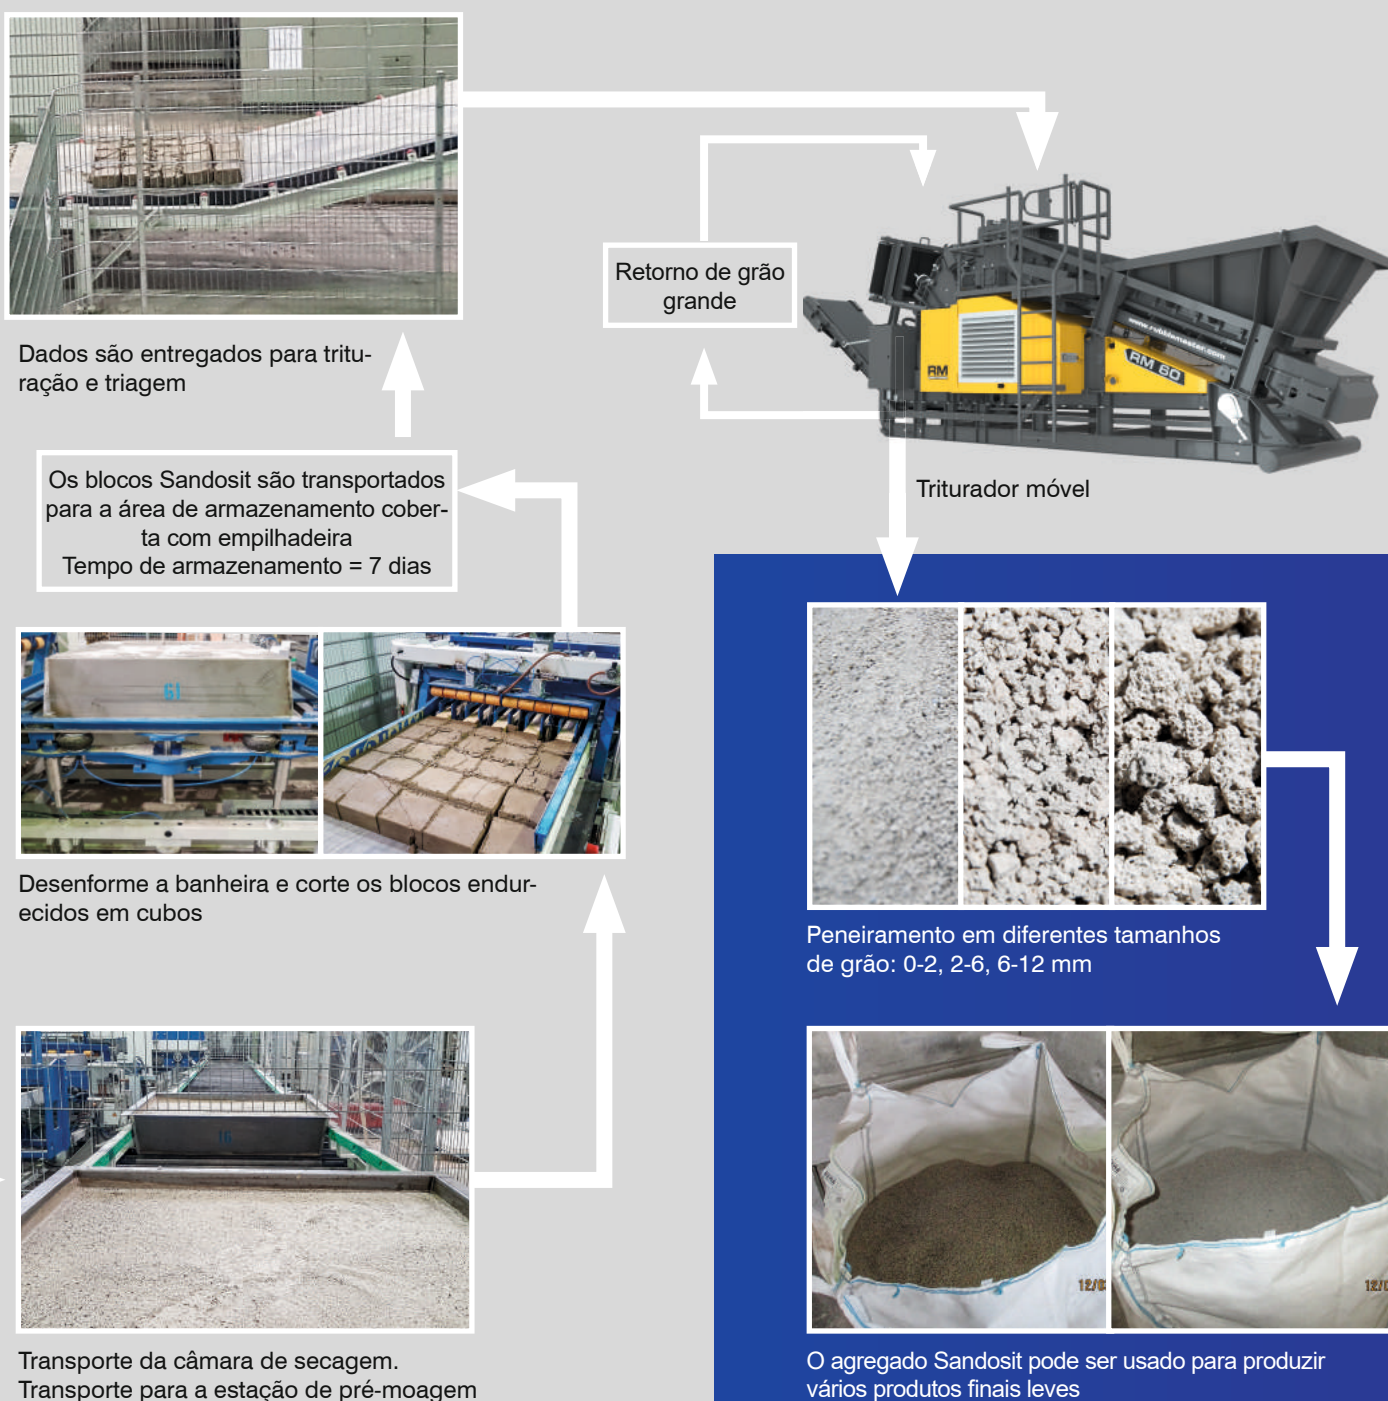 Dados são entregados para tritu-
ração e triagem
Retorno de grão
grande
www.rubblemaster.com
RM
RM 60
Triturador móvel
Os blocos Sandosit são transportados
para a área de armazenamento cober-
ta com empilhadeira
Tempo de armazenamento = 7 dias
61
Desenforme a banheira e corte os blocos endur-
ecidos em cubos
Peneiramento em diferentes tamanhos
de grão: 0-2, 2-6, 6-12 mm
Transporte da câmara de secagem.
Transporte para a estação de pré-moagem
O agregado Sandosit pode ser usado para produzir
vários produtos finais leves